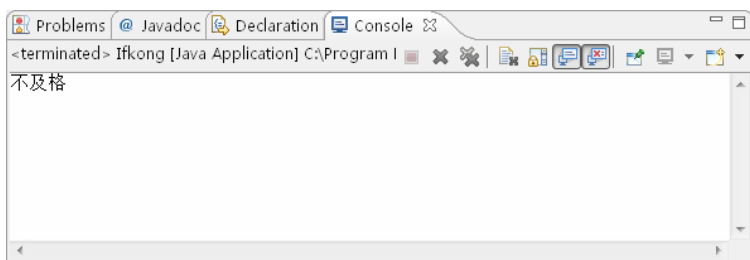 Problems @ Javadoc Declaration Console
<terminated> Ifkong [Java Application] C:\Program
不及格